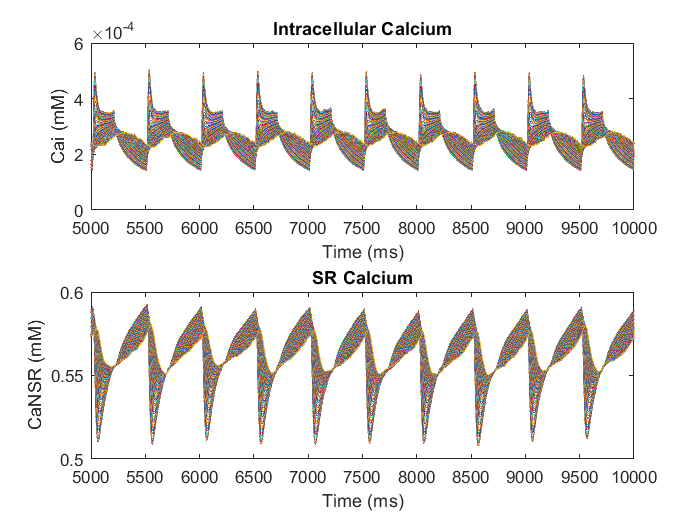 Intracellular Calcium
×10⁻⁴
6
4
2
0
Cai (mM)
5000 5500 6000 6500 7000 7500 8000 8500 9000 9500 10000
Time (ms)
SR Calcium
0.6
0.55
0.5
CaNSR (mM)
5000 5500 6000 6500 7000 7500 8000 8500 9000 9500 10000
Time (ms)